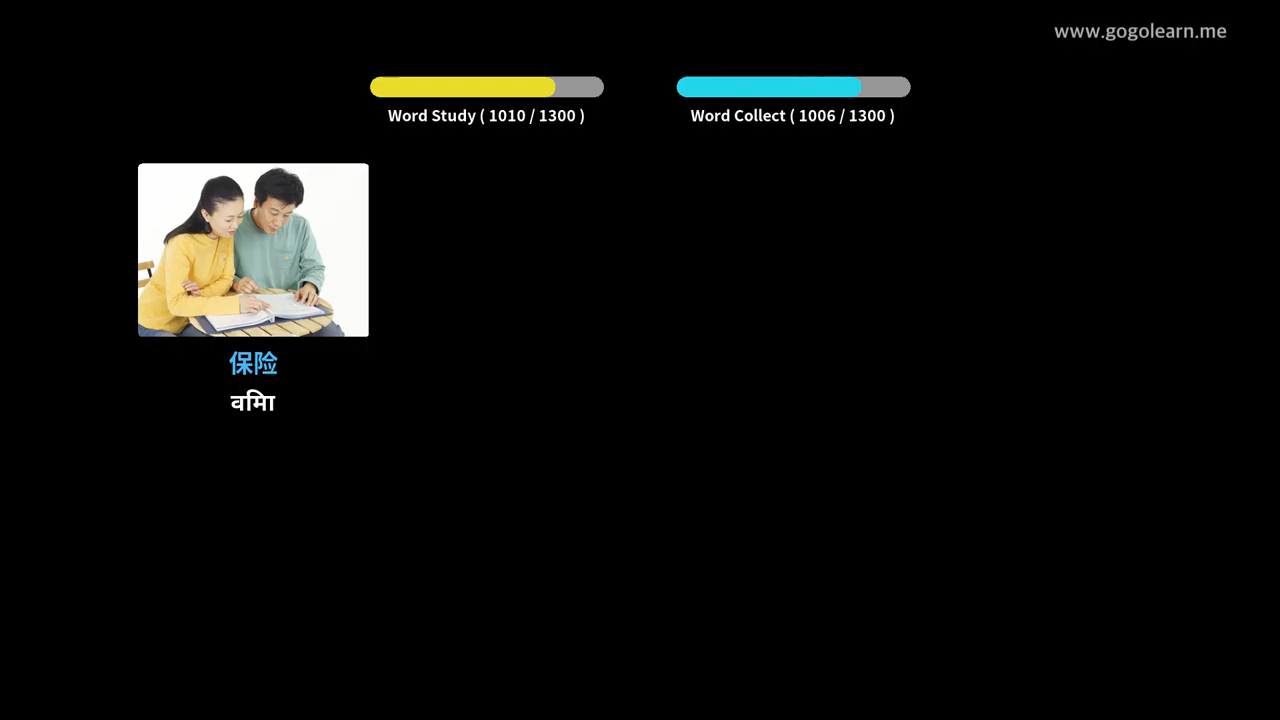 www.gogolearn.me
Word Study ( 1010 / 1300 )
Word Collect ( 1006 / 1300 )
保险
वमिा